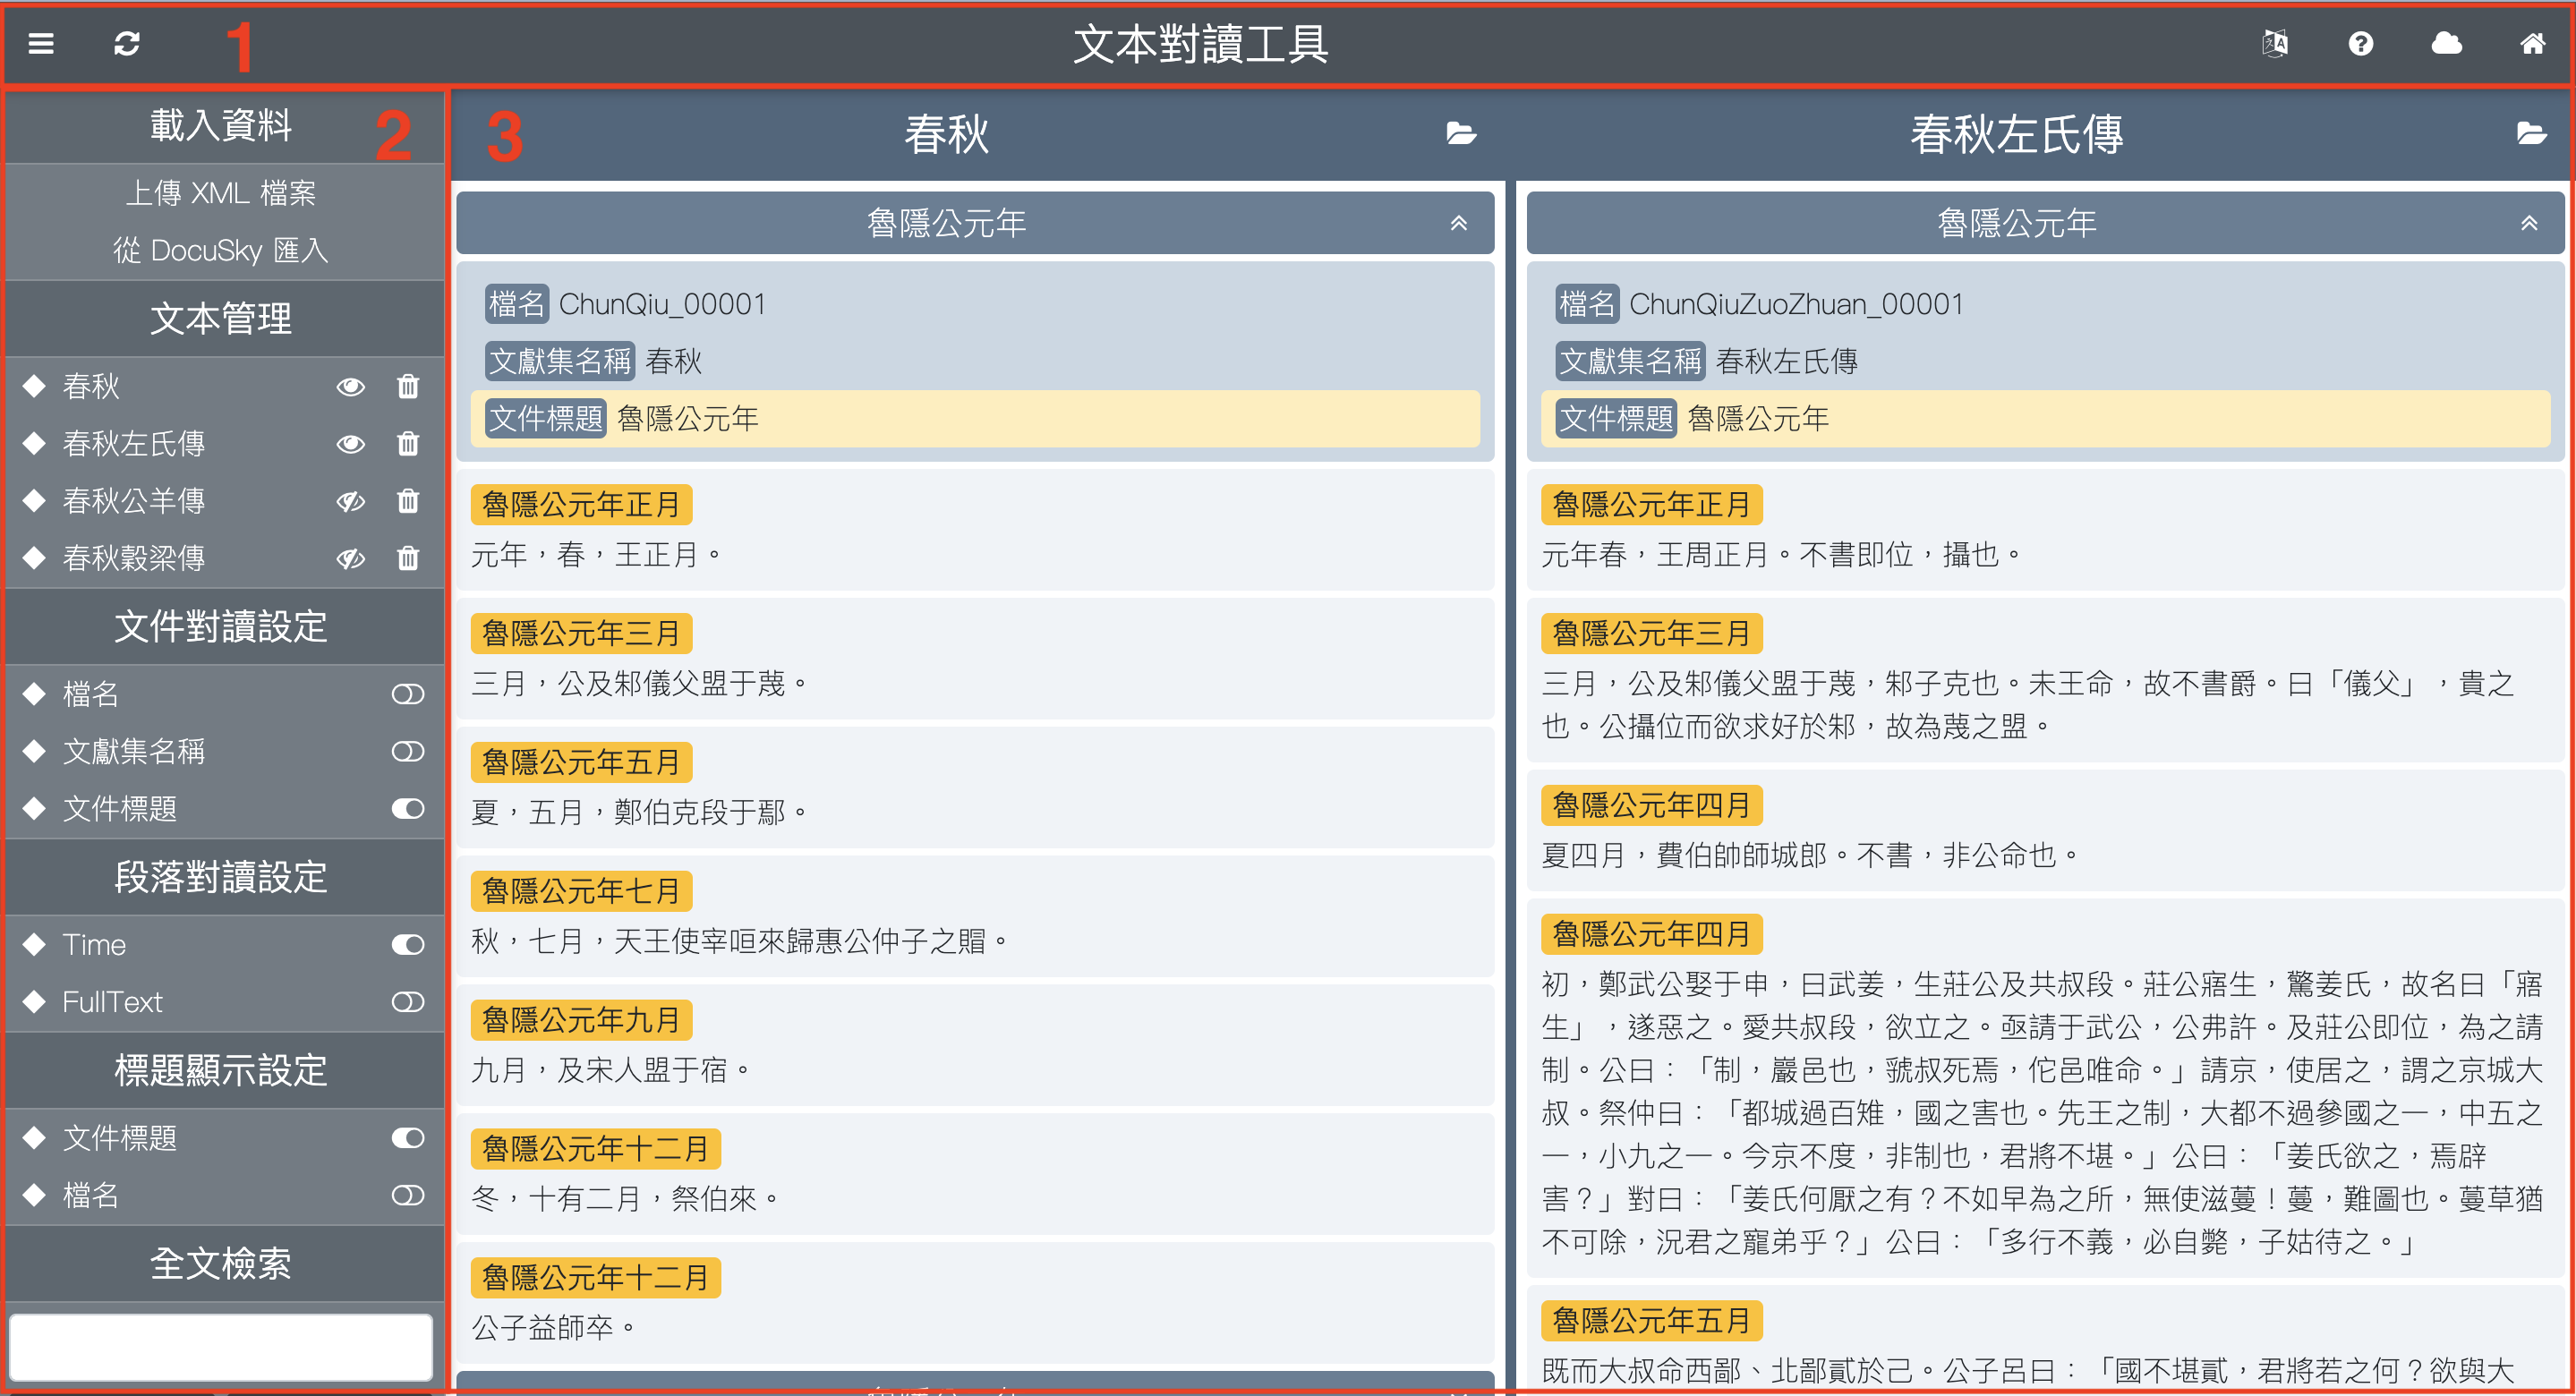 1
文本對讀工具
2
載入資料
上傳 XML 檔案
從 DocuSky 匯入
文本管理
春秋
春秋左氏傳
春秋公羊傳
春秋穀梁傳
文件對讀設定
檔名
文獻集名稱
文件標題
段落對讀設定
Time
FullText
標題顯示設定
文件標題
檔名
全文檢索
3
春秋
魯隱公元年
檔名 ChunQiu_00001
文獻集名稱 春秋
文件標題 魯隱公元年
魯隱公元年正月
元年，春，王正月。
魯隱公元年三月
三月，公及邾儀父盟于蔑。
魯隱公元年五月
夏，五月，鄭伯克段于鄢。
魯隱公元年七月
秋，七月，天王使宰咺來歸惠公仲子之賵。
魯隱公元年九月
九月，及宋人盟于宿。
魯隱公元年十二月
冬，十有二月，祭伯來。
魯隱公元年十二月
公子益師卒。
春秋左氏傳
魯隱公元年
檔名 ChunQiuZuoZhuan_00001
文獻集名稱 春秋左氏傳
文件標題 魯隱公元年
魯隱公元年正月
元年春，王周正月。不書即位，攝也。
魯隱公元年三月
三月，公及邾儀父盟于蔑，邾子克也。未王命，故不書爵。曰「儀父」，貴之
也。公攝位而欲求好於邾，故為蔑之盟。
魯隱公元年四月
夏四月，費伯帥師城郎。不書，非公命也。
魯隱公元年四月
初，鄭武公娶于申，曰武姜，生莊公及共叔段。莊公寤生，驚姜氏，故名曰「寤
生」，遂惡之。愛共叔段，欲立之。亟請于武公，公弗許。及莊公即位，為之請
制。公曰：「制，巖邑也，虢叔死焉，佗邑唯命。」請京，使居之，謂之京城大
叔。祭仲曰：「都城過百雉，國之害也。先王之制，大都不過參國之一，中五之
一，小九之一。今京不度，非制也，君將不堪。」公曰：「姜氏欲之，焉辟
害？」對曰：「姜氏何厭之有？不如早為之所，無使滋蔓！蔓，難圖也。蔓草猶
不可除，況君之寵弟乎？」公曰：「多行不義，必自斃，子姑待之。」
魯隱公元年五月
既而大叔命西鄙、北鄙貳於己。公子呂曰：「國不堪貳，君將若之何？欲與大